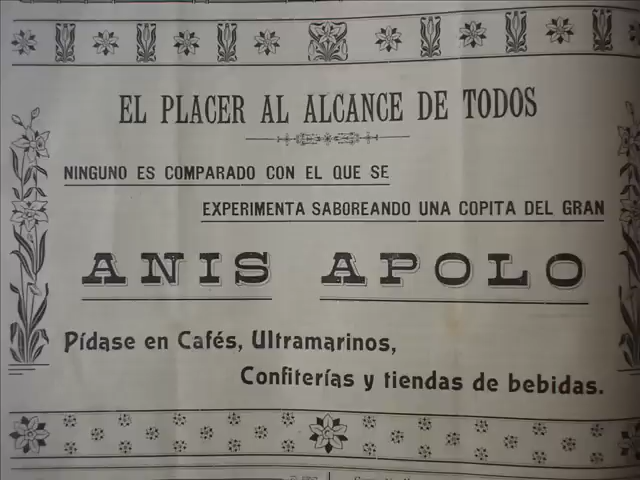 EL PLACER AL ALCANCE DE TODOS
NINGUNO ES COMPARADO CON EL QUE SE
EXPERIMENTA SABOREANDO UNA COPITA DEL GRAN
ANIS APOLO
Pídase en Cafés, Ultramarinos,
Confiterías y tiendas de bebidas.